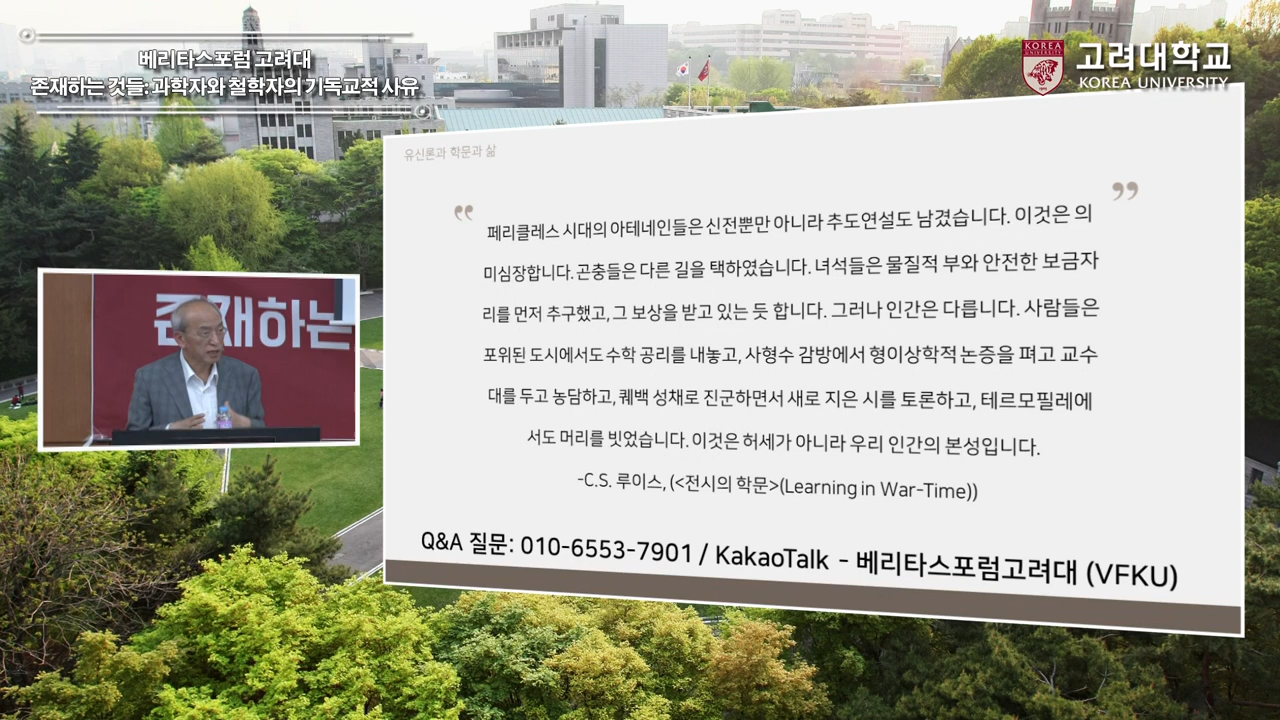 베리타스포럼 고려대
존재하는 것들: 과학자와 철학자의 기독교적 사유
KOREA
UNIVERSITY
1905
고려대학교
KOREA UNIVERSITY
유신론과 학문과 삶
“ ”
페리클레스 시대의 아테네인들은 신전뿐만 아니라 추도연설도 남겼습니다. 이것은 의
미심장합니다. 곤충들은 다른 길을 택하였습니다. 녀석들은 물질적 부와 안전한 보금자
리를 먼저 추구했고, 그 보상을 받고 있는 듯 합니다. 그러나 인간은 다릅니다. 사람들은
포위된 도시에서도 수학 공리를 내놓고, 사형수 감방에서 형이상학적 논증을 펴고 교수
대를 두고 농담하고, 퀘백 성채로 진군하면서 새로 지은 시를 토론하고, 테르모필레에
서도 머리를 빗었습니다. 이것은 허세가 아니라 우리 인간의 본성입니다.
-C.S. 루이스, (<전시의 학문>(Learning in War-Time))
Q&A 질문: 010-6553-7901 / KakaoTalk - 베리타스포럼고려대 (VFKU)
존재하는